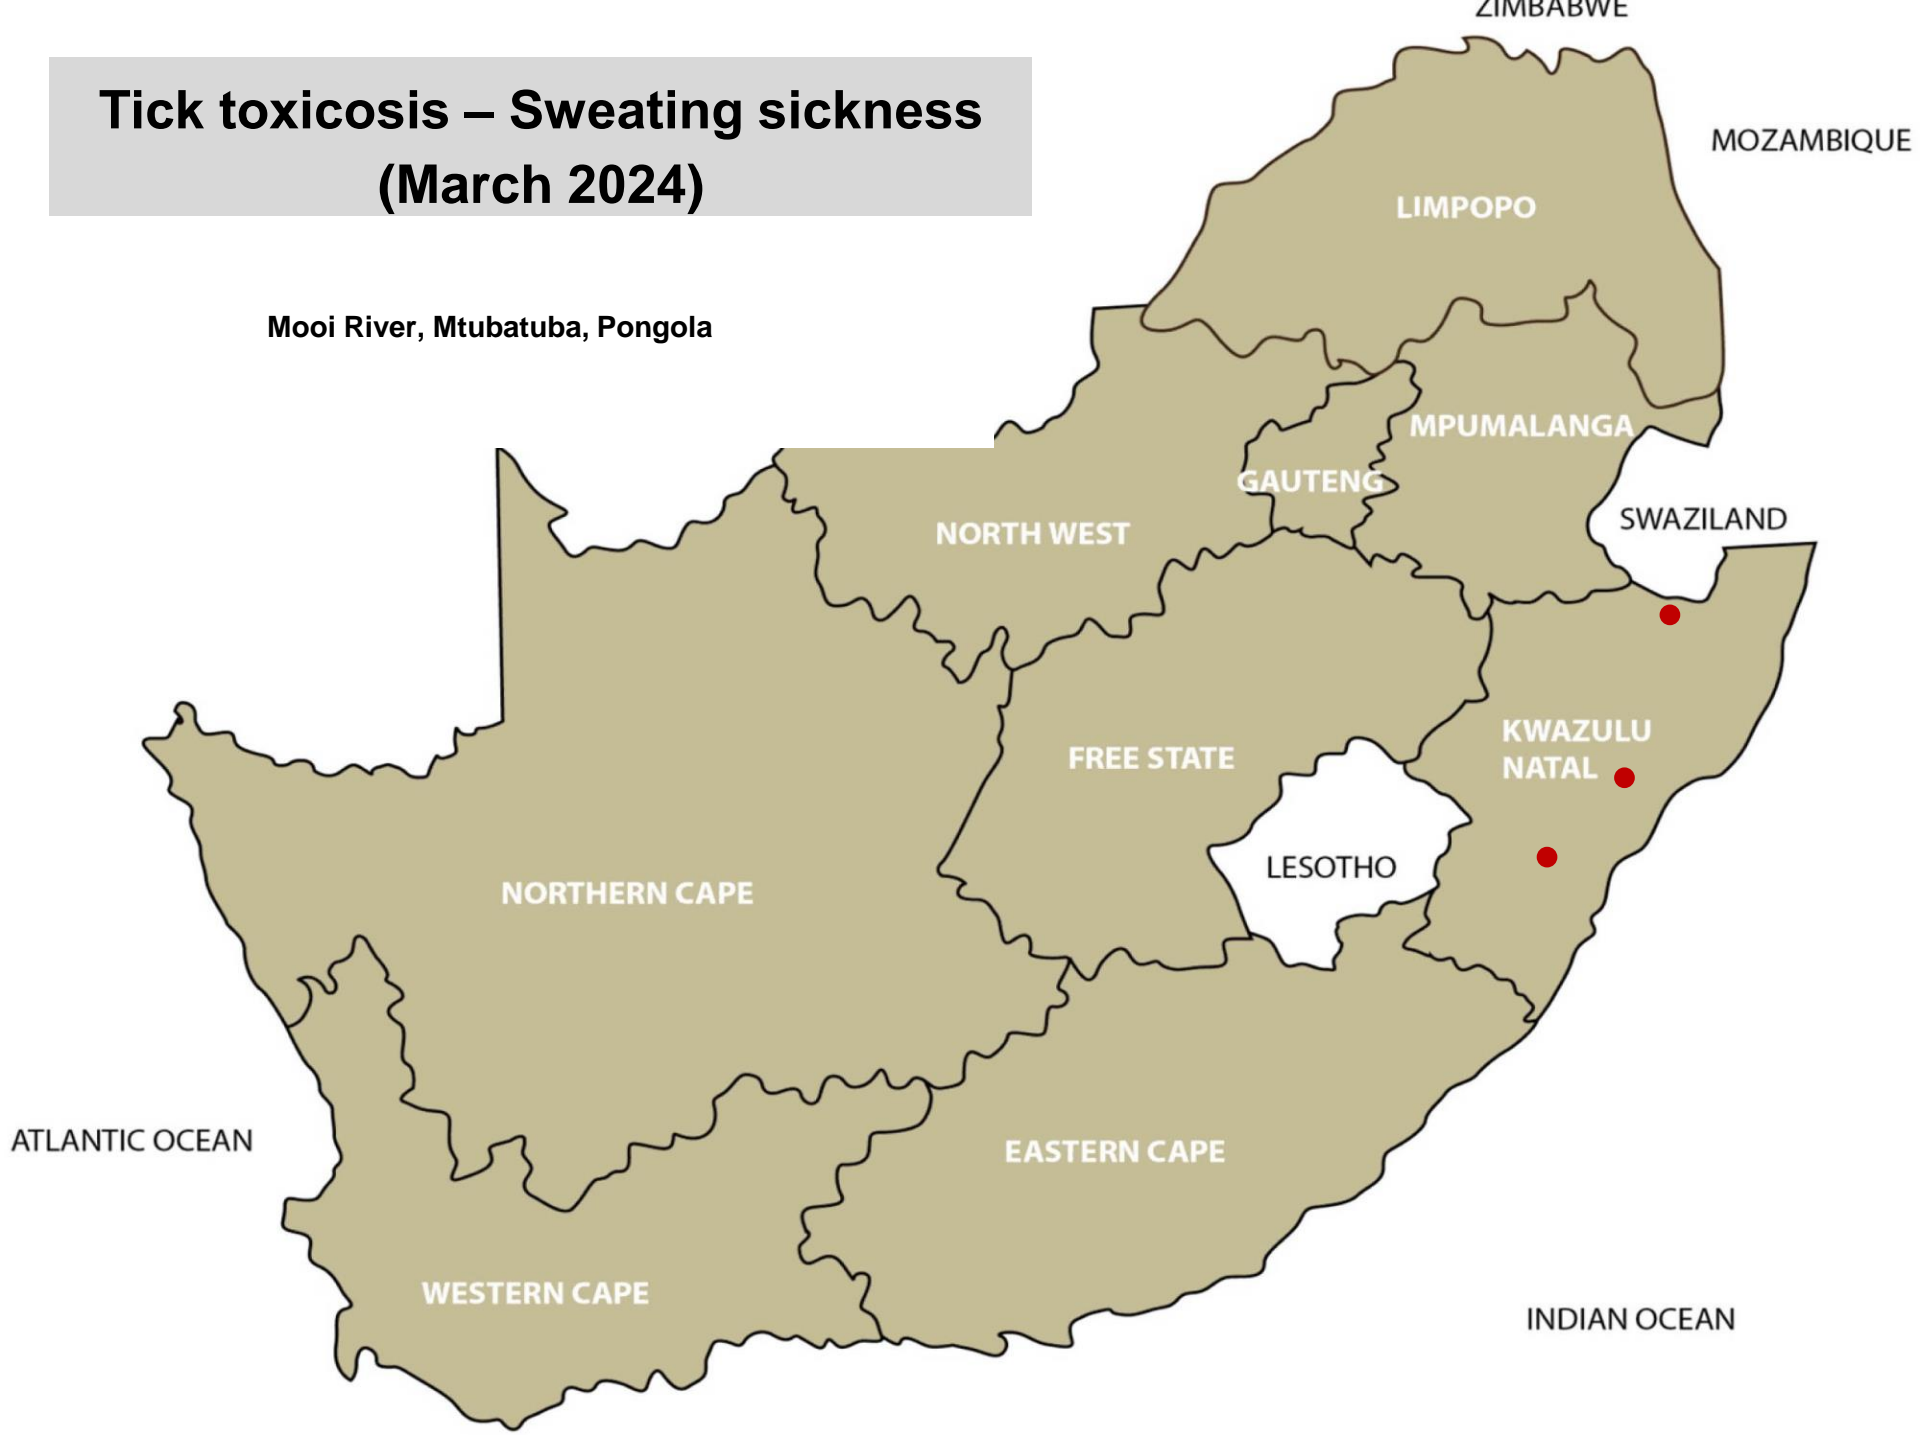 ZIMBABWE
Tick toxicosis – Sweating sickness
(March 2024)
MOZAMBIQUE
LIMPOPO
Mooi River, Mtubatuba, Pongola
MPUMALANGA
GAUTENG
SWAZILAND
NORTH WEST
KWAZULU
NATAL
FREE STATE
LESOTHO
NORTHERN CAPE
ATLANTIC OCEAN
EASTERN CAPE
WESTERN CAPE
INDIAN OCEAN